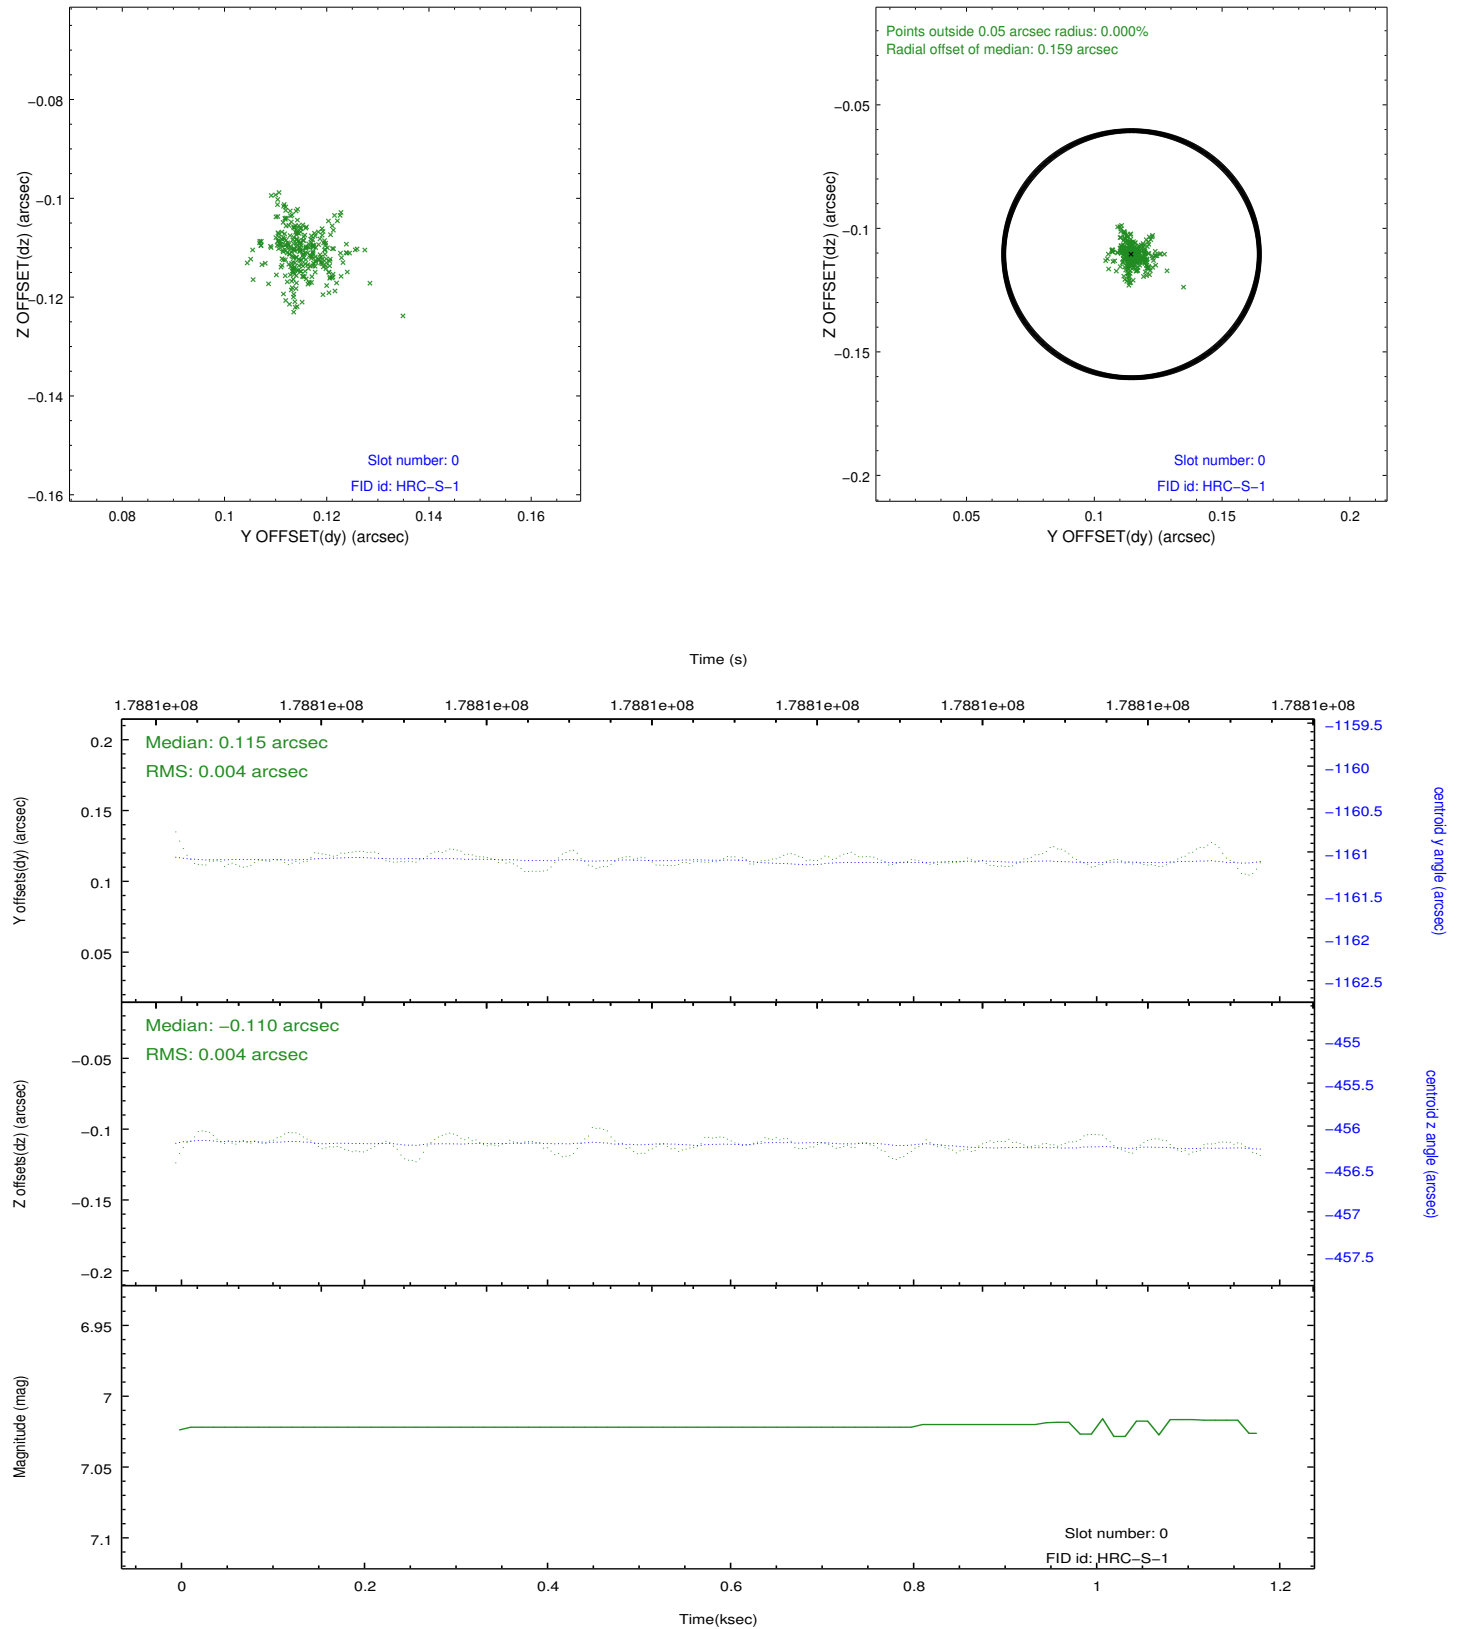 −0.08
−0.1
−0.12
−0.14
−0.16
Z OFFSET(dz) (arcsec)
Slot number: 0
FID id: HRC−S−1
0.08 0.1 0.12 0.14 0.16
Y OFFSET(dy) (arcsec)
Points outside 0.05 arcsec radius: 0.000%
Radial offset of median: 0.159 arcsec
−0.05
−0.1
−0.15
−0.2
Z OFFSET(dz) (arcsec)
Slot number: 0
FID id: HRC−S−1
0.05 0.1 0.15 0.2
Y OFFSET(dy) (arcsec)
Time (s)
1.7881e+08 1.7881e+08 1.7881e+08 1.7881e+08 1.7881e+08 1.7881e+08 1.7881e+08 1.7881e+08
Median: 0.115 arcsec
RMS: 0.004 arcsec
0.2
0.15
0.1
0.05
Y offsets(dy) (arcsec)
−1159.5
−1160
−1160.5
−1161
−1161.5
−1162
−1162.5
centroid y angle (arcsec)
Median: −0.110 arcsec
RMS: 0.004 arcsec
−0.05
−0.1
−0.15
−0.2
Z offsets(dz) (arcsec)
−455
−455.5
−456
−456.5
−457
−457.5
centroid z angle (arcsec)
6.95
7
7.05
7.1
Magnitude (mag)
Slot number: 0
FID id: HRC−S−1
0 0.2 0.4 0.6 0.8 1 1.2
Time(ksec)